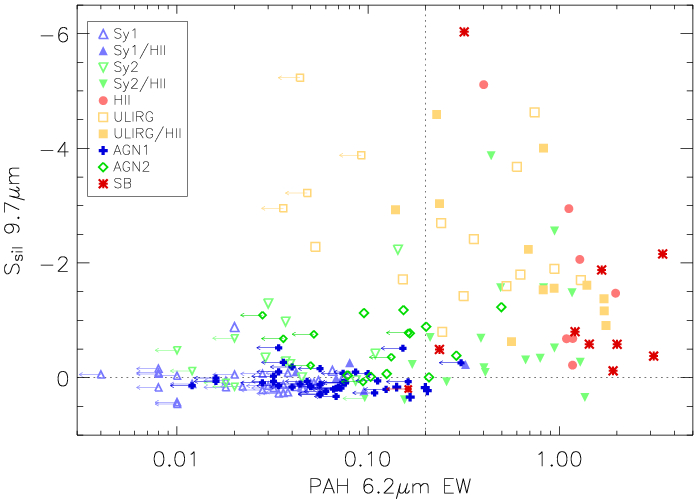 -6
-4
-2
0
S_sil 9.7μm
Sy1
Sy1/HII
Sy2
Sy2/HII
HII
ULIRG
ULIRG/HII
AGN1
AGN2
SB
0.01 0.10 1.00
PAH 6.2μm EW